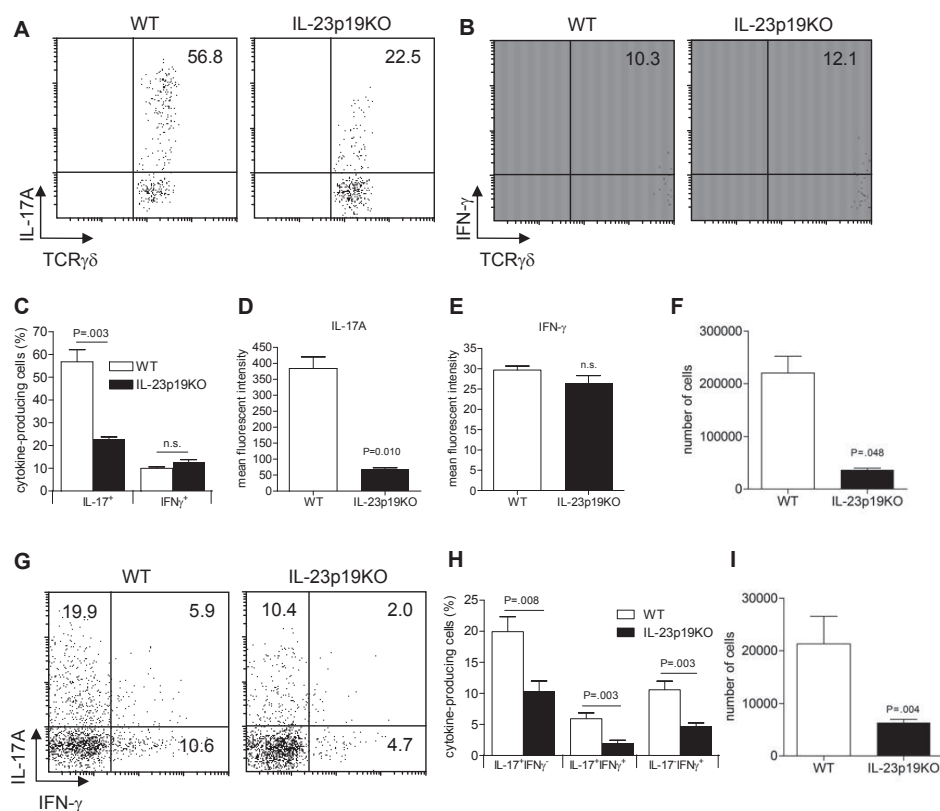 A
WT
IL-23p19KO
56.8
22.5
IL-17A
TCRγδ
B
WT
IL-23p19KO
10.3
12.1
IFN-γ
TCRγδ
C
cytokine-producing cells (%)
70
60
50
40
30
20
10
0
P=.003
WT
IL-23p19KO
n.s.
IL-17⁺
IFNγ⁺
D
IL-17A
mean fluorescent intensity
450
400
350
300
250
200
150
100
50
0
P=0.010
WT
IL-23p19KO
E
IFN-γ
mean fluorescent intensity
35
30
25
20
15
10
5
0
n.s.
WT
IL-23p19KO
F
number of cells
300000
200000
100000
0
P=.048
WT
IL-23p19KO
G
WT
IL-23p19KO
19.9
5.9
10.6
10.4
2.0
4.7
IL-17A
IFN-γ
H
cytokine-producing cells (%)
25
20
15
10
5
0
P=.008
P=.003
P=.003
WT
IL-23p19KO
IL-17⁺IFNγ⁻
IL-17⁺IFNγ⁺
IL-17⁻IFNγ⁺
I
number of cells
30000
20000
10000
0
P=.004
WT
IL-23p19KO